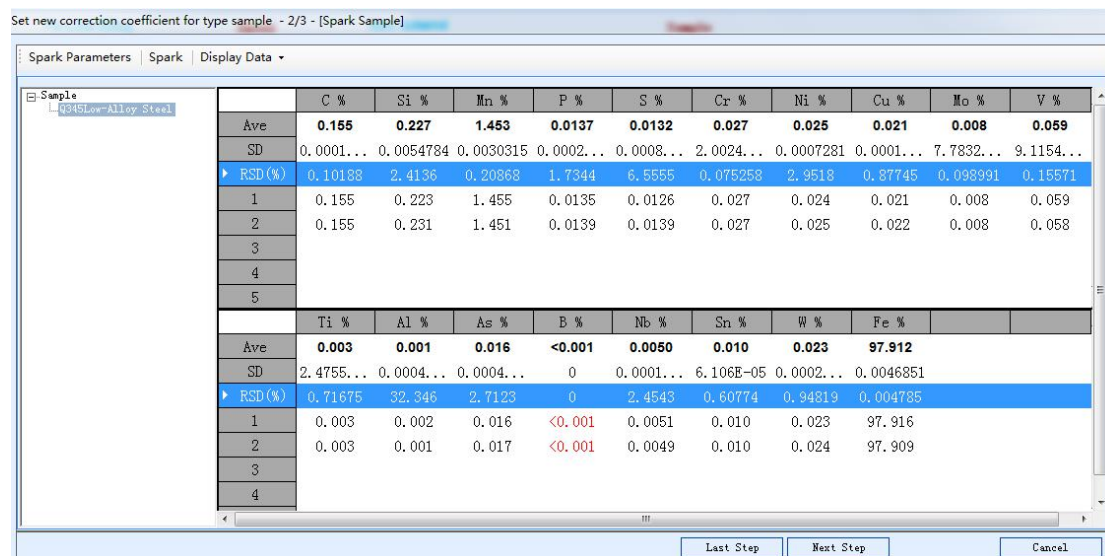 Set new correction coefficient for type sample - 2/3 - [Spark Sample]
Spark Parameters Spark Display Data
Sample
Q345Low-Alloy Steel
C % Si % Mn % P % S % Cr % Ni % Cu % Mo % V %
Ave 0.155 0.227 1.453 0.0137 0.0132 0.027 0.025 0.021 0.008 0.059
SD 0.0001... 0.0054784 0.0030315 0.0002... 0.0008... 2.0024... 0.0007281 0.0001... 7.7832... 9.1154...
RSD(%) 0.10188 2.4136 0.20868 1.7344 6.5555 0.075258 2.9518 0.87745 0.098991 0.15571
1 0.155 0.223 1.455 0.0135 0.0126 0.027 0.024 0.021 0.008 0.059
2 0.155 0.231 1.451 0.0139 0.0139 0.027 0.025 0.022 0.008 0.058
3
4
5
Ti % Al % As % B % Nb % Sn % W % Fe %
Ave 0.003 0.001 0.016 <0.001 0.0050 0.010 0.023 97.912
SD 2.4755... 0.0004... 0.0004... 0 0.0001... 6.106E-05 0.0002... 0.0046851
RSD(%) 0.71675 32.346 2.7123 0 2.4543 0.60774 0.94819 0.004785
1 0.003 0.002 0.016 <0.001 0.0051 0.010 0.023 97.916
2 0.003 0.001 0.017 <0.001 0.0049 0.010 0.024 97.909
3
4
Last Step Next Step Cancel